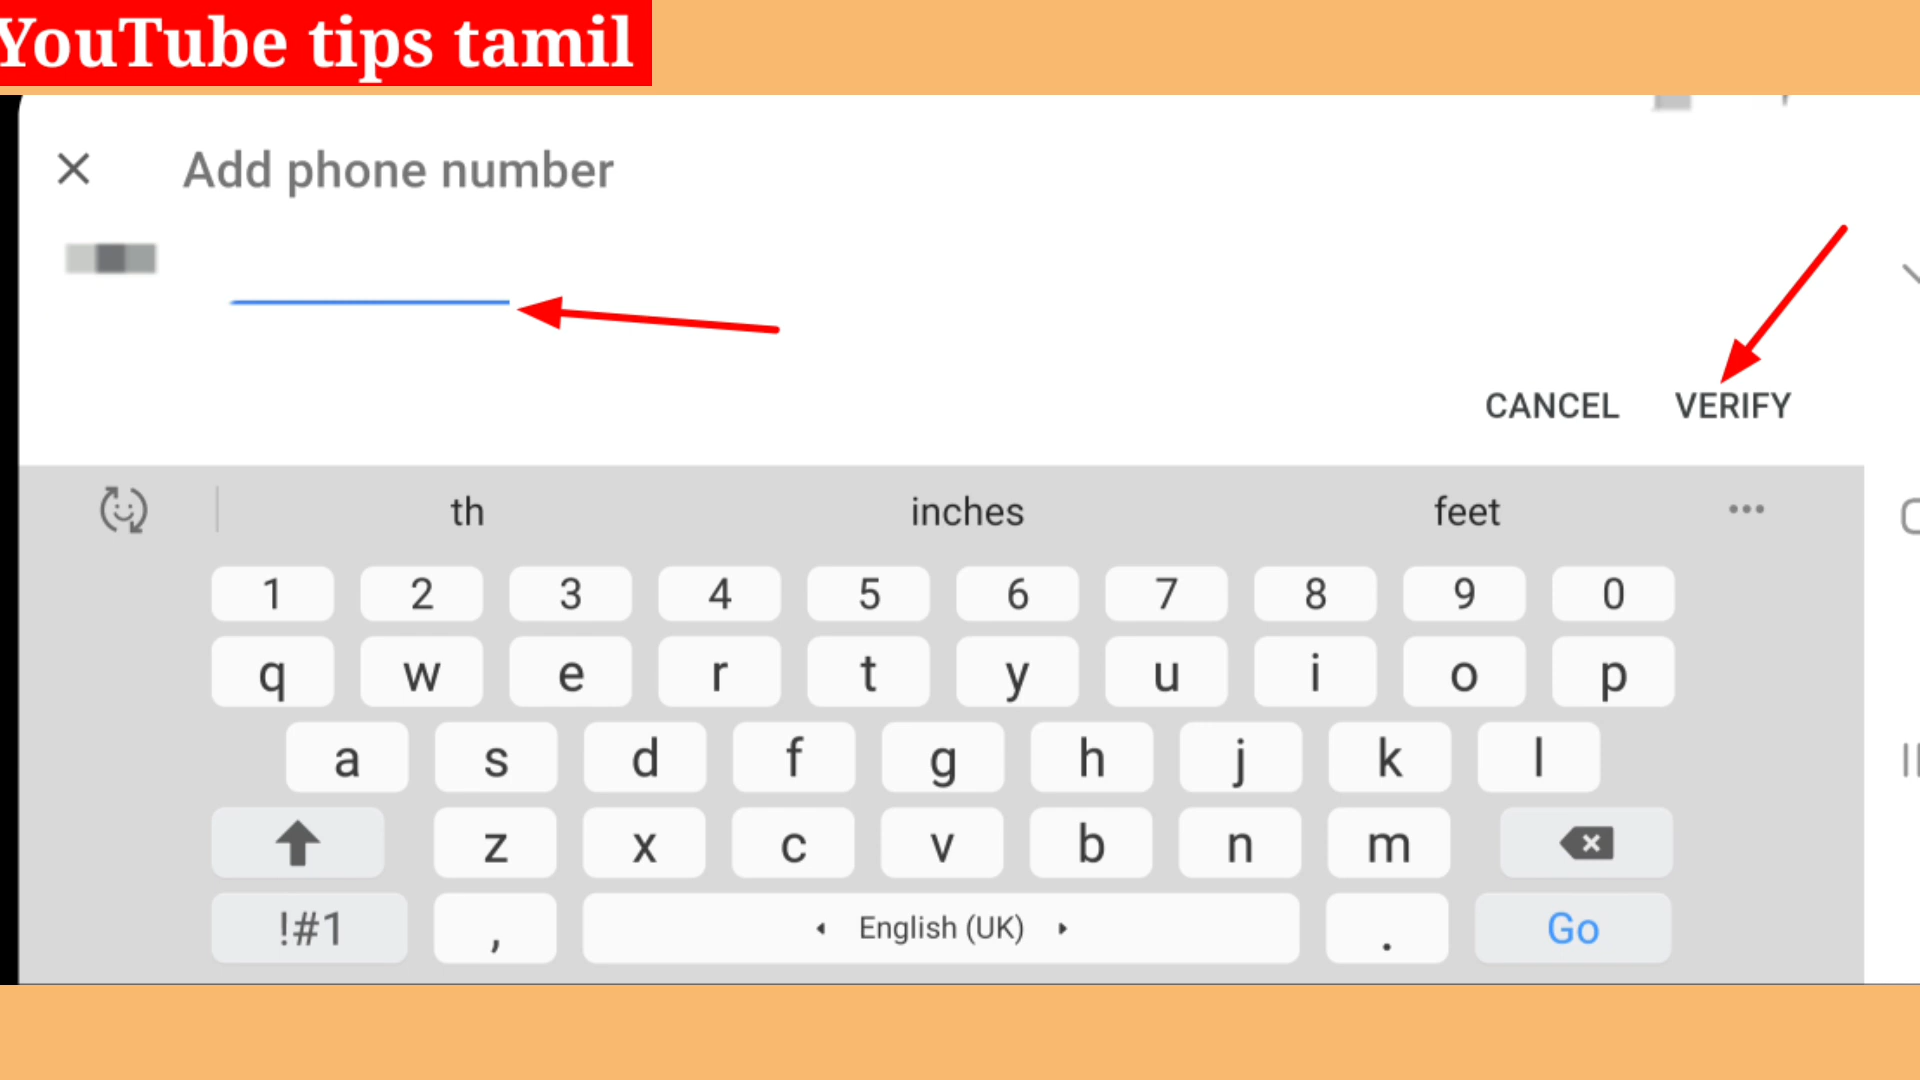 YouTube tips tamil
Add phone number
CANCEL VERIFY
th inches feet
1 2 3 4 5 6 7 8 9 0
q w e r t y u i o p
a s d f g h j k l
z x c v b n m
!#1 , English (UK) . Go